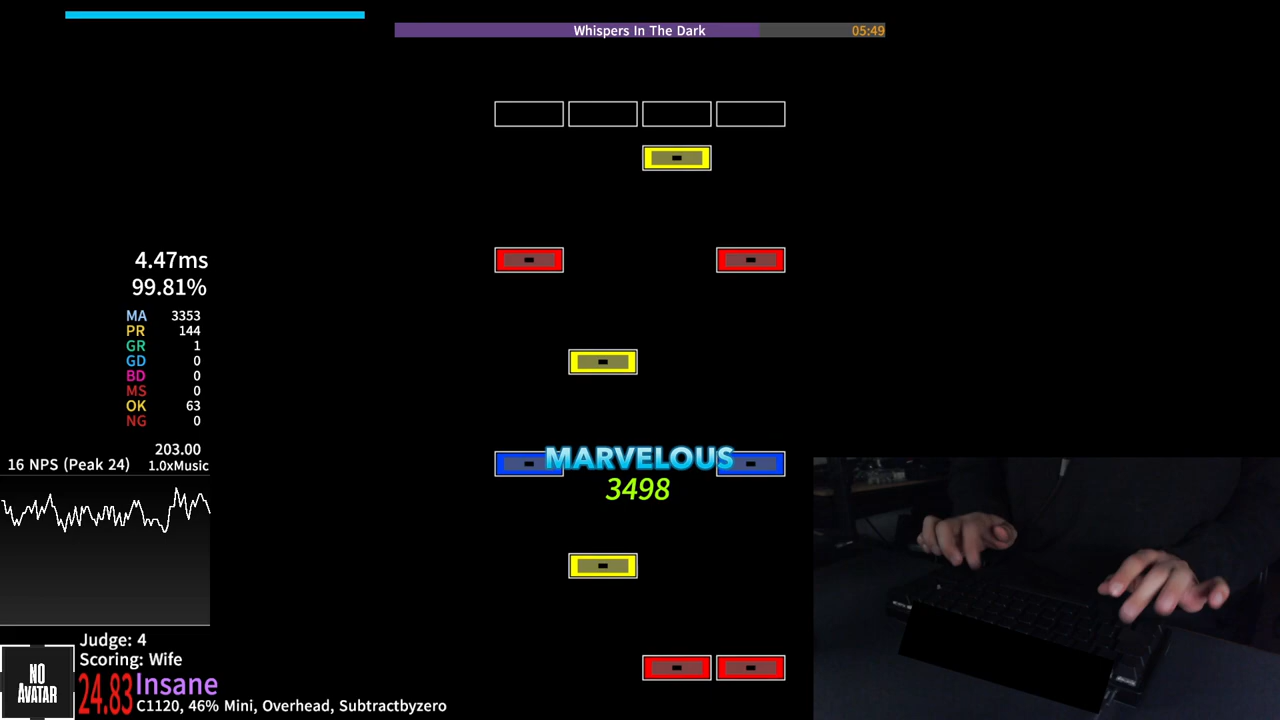 Whispers In The Dark 05:49
4.47ms
99.81%
MA 3353
PR 144
GR 1
GD 0
BD 0
MS 0
OK 63
NG 0
203.00
16 NPS (Peak 24) 1.0xMusic
MARVELOUS
3498
Judge: 4
Scoring: Wife
NO AVATAR
24.83 Insane
C1120, 46% Mini, Overhead, Subtractbyzero